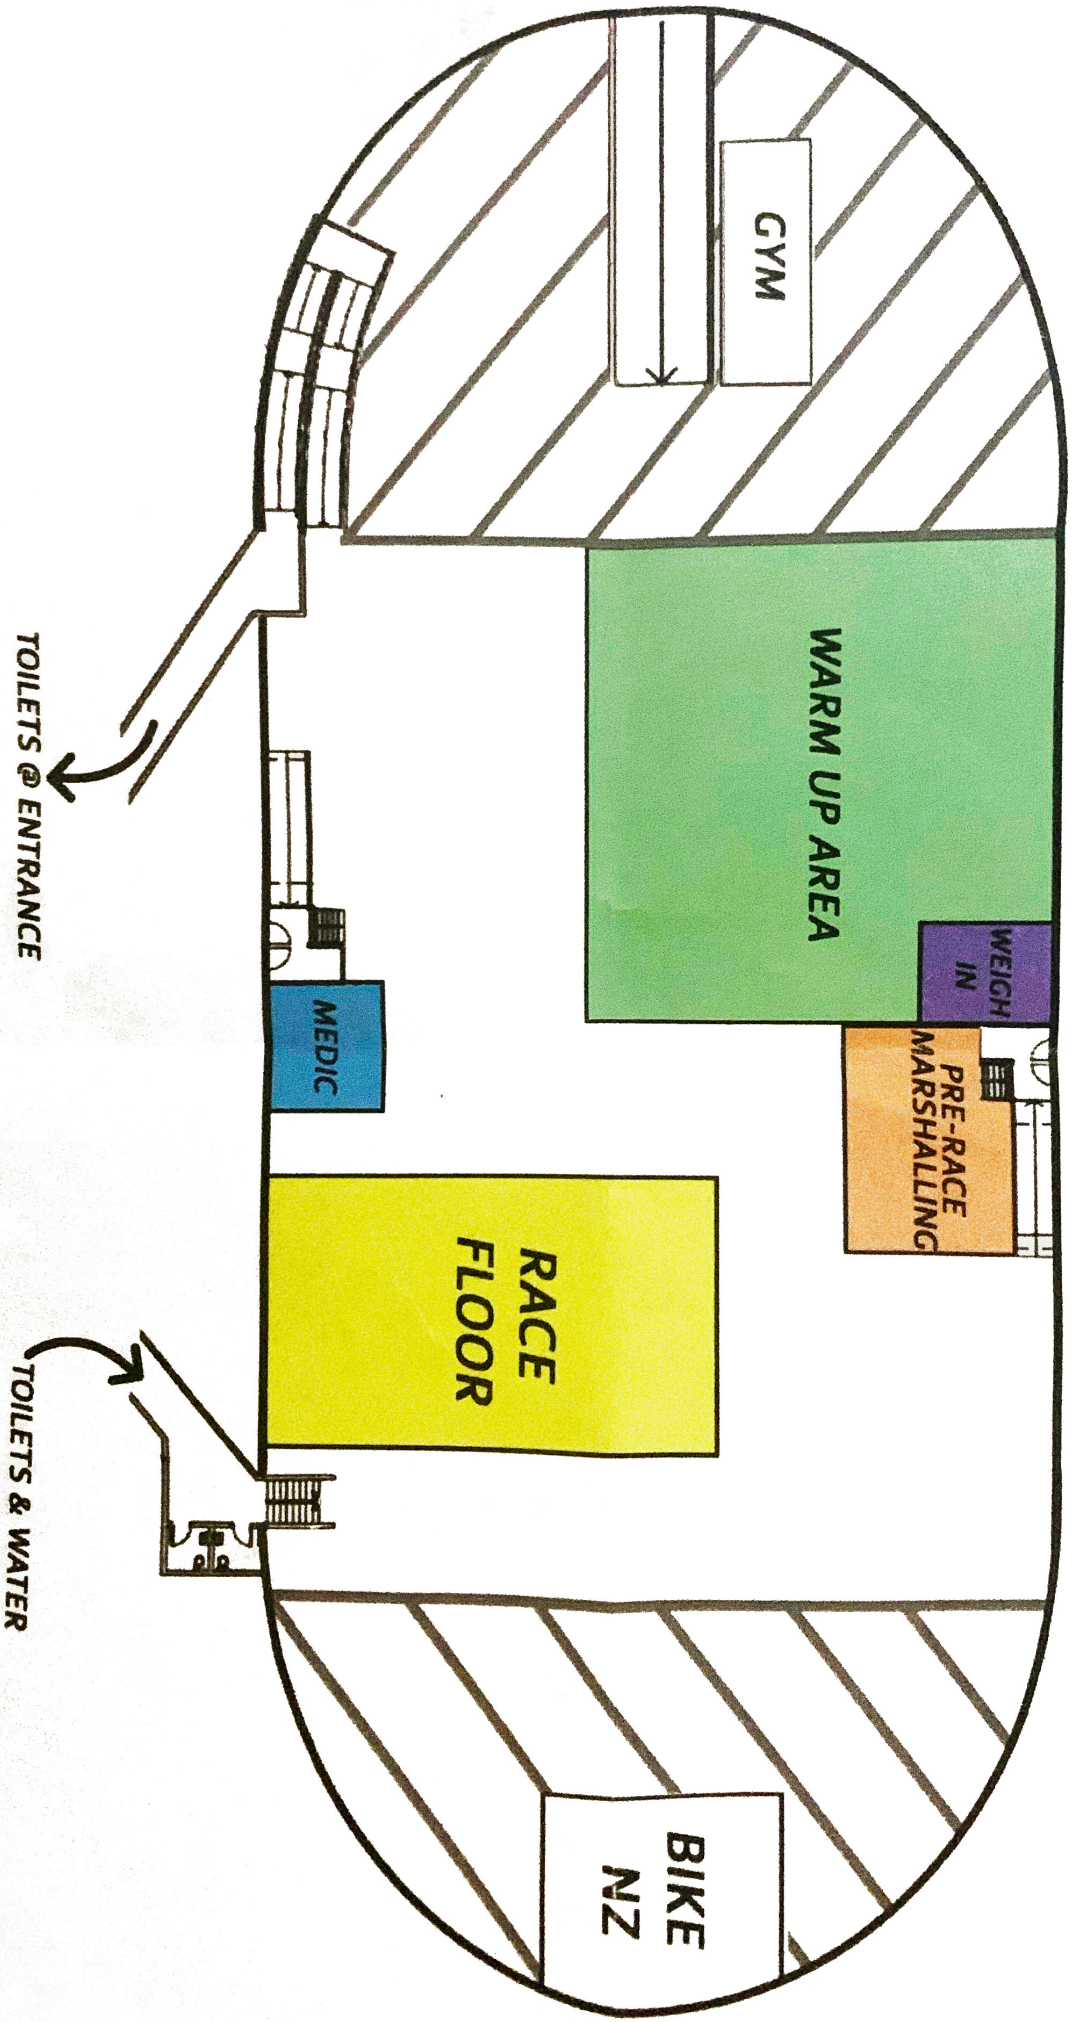 GYM
WARM UP AREA
WEIGH
IN
PRE-RACE
MARSHALLING
MEDIC
RACE
FLOOR
BIKE
NZ
TOILETS @ ENTRANCE
TOILETS & WATER